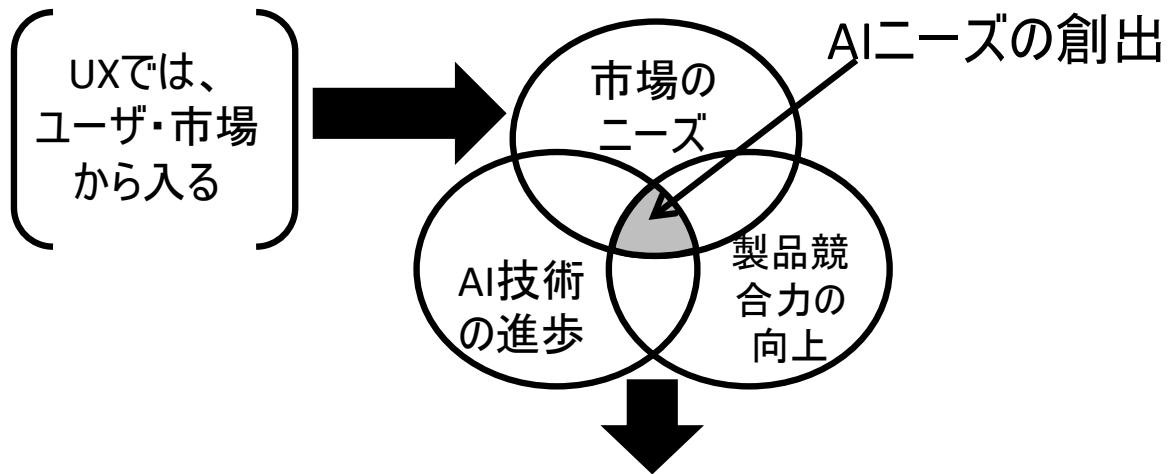 UXでは、
ユーザ・市場
から入る
AIニーズの創出
市場の
ニーズ
AI技術
の進歩
製品競
合力の
向上